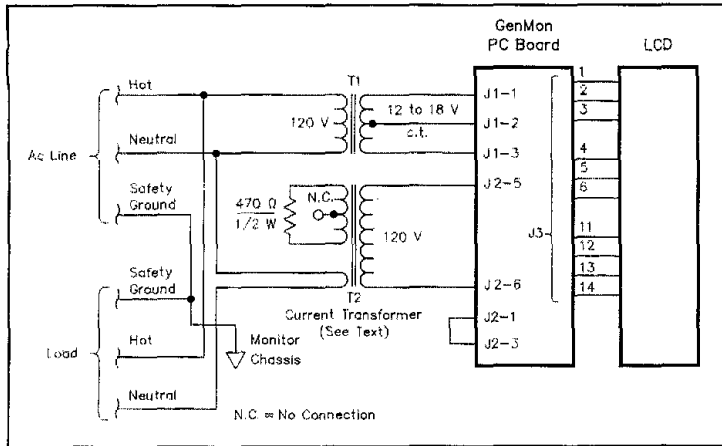 GenMon
PC Board
LCD
Hot
T1
1
2
3
J1-1
12 to 18 V
120 V
J1-2
c.t.
Neutral
J1-3
4
Ac Line
5
6
J2-5
Safety
Ground
470 Ω
1/2 W
N.C.
120 V
J3
11
12
13
14
Safety
Ground
J2-6
T2
Current Transformer
(See Text)
J2-1
J2-3
Monitor
Chassis
Load
Hot
Neutral
N.C. = No Connection